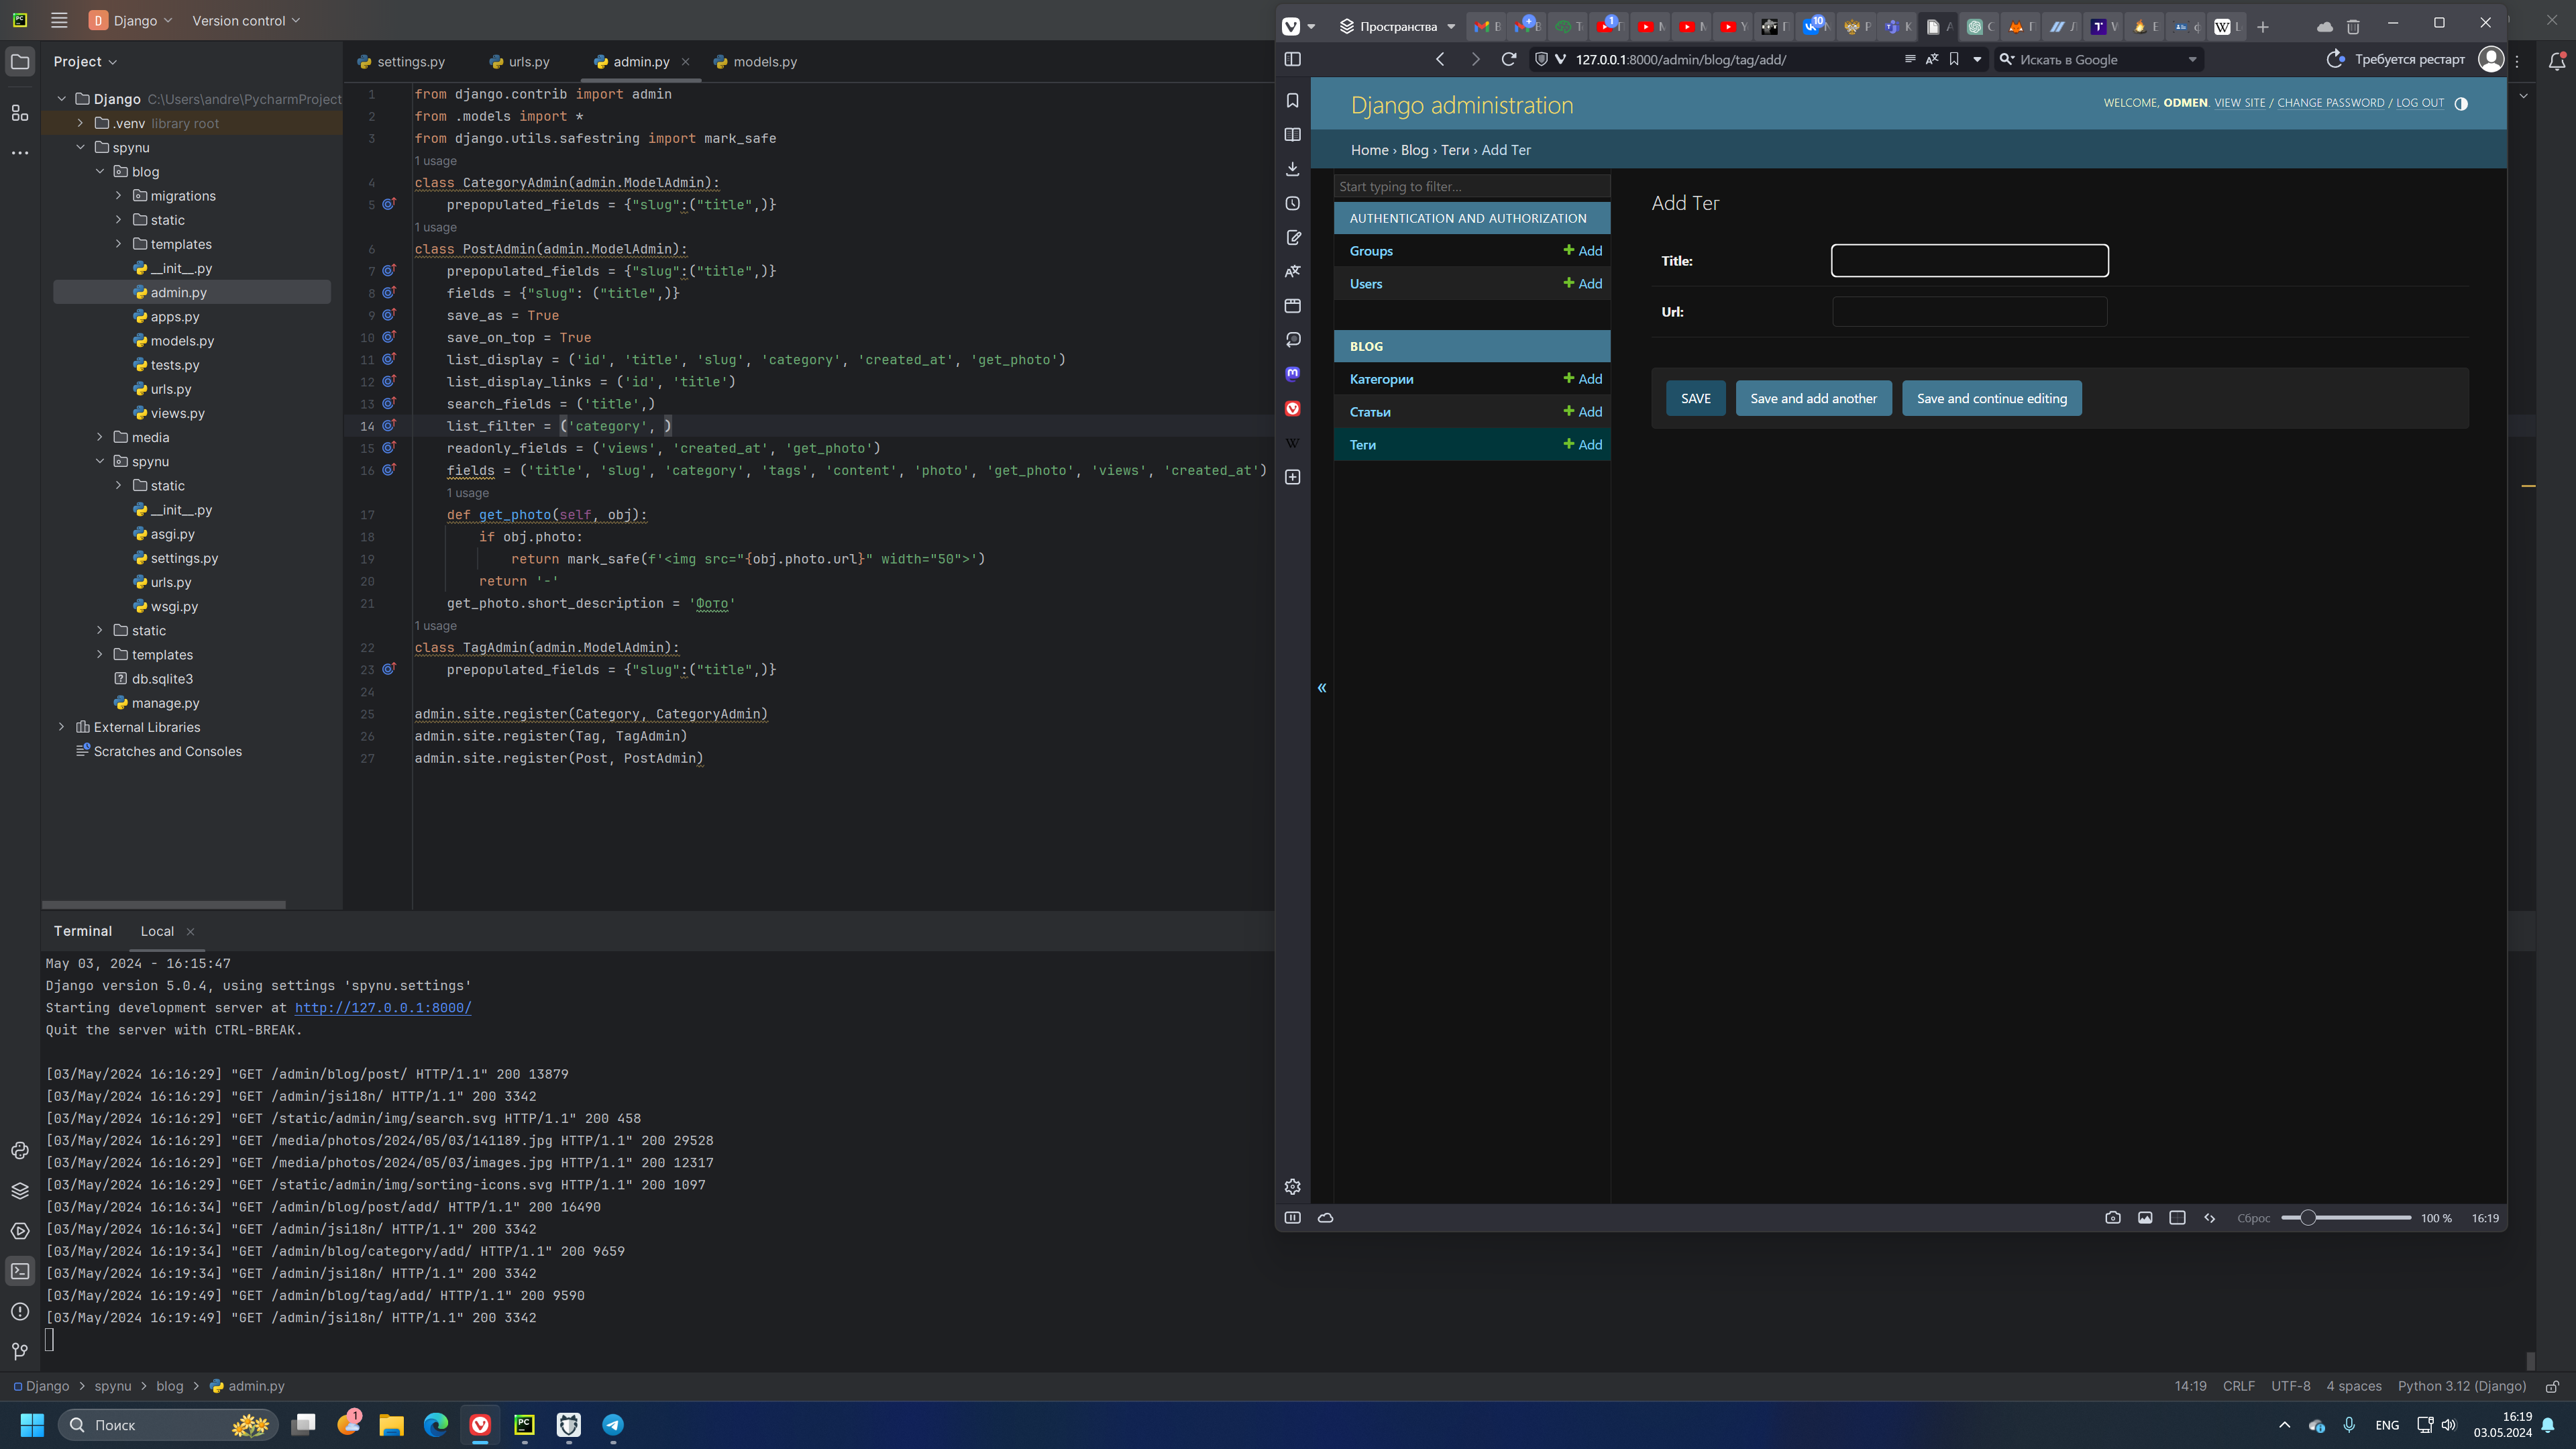 Django
Version control
Project
Django C:\Users\andre\PycharmProject
.venv library root
spynu
blog
migrations
static
templates
__init__.py
admin.py
apps.py
models.py
tests.py
urls.py
views.py
media
spynu
static
__init__.py
asgi.py
settings.py
urls.py
wsgi.py
static
templates
db.sqlite3
manage.py
External Libraries
Scratches and Consoles
settings.py urls.py admin.py models.py
1 from django.contrib import admin
2 from .models import *
3 from django.utils.safestring import mark_safe
1 usage
4 class CategoryAdmin(admin.ModelAdmin):
5 prepopulated_fields = {"slug":("title",)}
1 usage
6 class PostAdmin(admin.ModelAdmin):
7 prepopulated_fields = {"slug":("title",)}
8 fields = {"slug": ("title",)}
9 save_as = True
10 save_on_top = True
11 list_display = ('id', 'title', 'slug', 'category', 'created_at', 'get_photo')
12 list_display_links = ('id', 'title')
13 search_fields = ('title',)
14 list_filter = ('category', )
15 readonly_fields = ('views', 'created_at', 'get_photo')
16 fields = ('title', 'slug', 'category', 'tags', 'content', 'photo', 'get_photo', 'views', 'created_at')
1 usage
17 def get_photo(self, obj):
18 if obj.photo:
19 return mark_safe(f'<img src="{obj.photo.url}" width="50">')
20 return '-'
21 get_photo.short_description = 'Фото'
1 usage
22 class TagAdmin(admin.ModelAdmin):
23 prepopulated_fields = {"slug":("title",)}
24
25 admin.site.register(Category, CategoryAdmin)
26 admin.site.register(Tag, TagAdmin)
27 admin.site.register(Post, PostAdmin)
Terminal Local
May 03, 2024 - 16:15:47
Django version 5.0.4, using settings 'spynu.settings'
Starting development server at http://127.0.0.1:8000/
Quit the server with CTRL-BREAK.
[03/May/2024 16:16:29] "GET /admin/blog/post/ HTTP/1.1" 200 13879
[03/May/2024 16:16:29] "GET /admin/jsi18n/ HTTP/1.1" 200 3342
[03/May/2024 16:16:29] "GET /static/admin/img/search.svg HTTP/1.1" 200 458
[03/May/2024 16:16:29] "GET /media/photos/2024/05/03/141189.jpg HTTP/1.1" 200 29528
[03/May/2024 16:16:29] "GET /media/photos/2024/05/03/images.jpg HTTP/1.1" 200 12317
[03/May/2024 16:16:29] "GET /static/admin/img/sorting-icons.svg HTTP/1.1" 200 1097
[03/May/2024 16:16:34] "GET /admin/blog/post/add/ HTTP/1.1" 200 16490
[03/May/2024 16:16:34] "GET /admin/jsi18n/ HTTP/1.1" 200 3342
[03/May/2024 16:19:34] "GET /admin/blog/category/add/ HTTP/1.1" 200 9659
[03/May/2024 16:19:34] "GET /admin/jsi18n/ HTTP/1.1" 200 3342
[03/May/2024 16:19:49] "GET /admin/blog/tag/add/ HTTP/1.1" 200 9590
[03/May/2024 16:19:49] "GET /admin/jsi18n/ HTTP/1.1" 200 3342
Django > spynu > blog > admin.py
14:19 CRLF UTF-8 4 spaces Python 3.12 (Django)
Пространства
127.0.0.1:8000/admin/blog/tag/add/
Искать в Google
Требуется рестарт
Django administration
WELCOME, ODMEN. VIEW SITE / CHANGE PASSWORD / LOG OUT
Home › Blog › Теги › Add Тег
Start typing to filter...
AUTHENTICATION AND AUTHORIZATION
Groups Add
Users Add
BLOG
Категории Add
Статьи Add
Теги Add
«
Add Тег
Title:
Url:
SAVE
Save and add another
Save and continue editing
Сброс 100 % 16:19
Поиск
ENG
16:19
03.05.2024